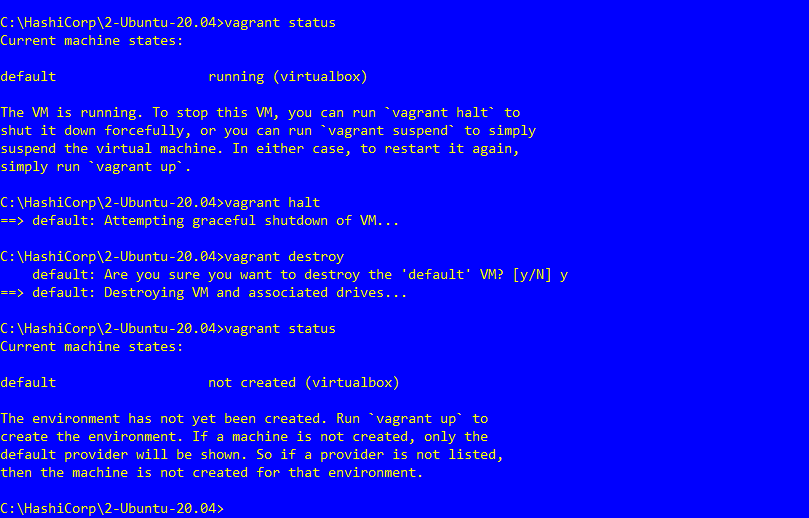 C:\HashiCorp\2-Ubuntu-20.04>vagrant status
Current machine states:
default                   running (virtualbox)
The VM is running. To stop this VM, you can run `vagrant halt` to
shut it down forcefully, or you can run `vagrant suspend` to simply
suspend the virtual machine. In either case, to restart it again,
simply run `vagrant up`.
C:\HashiCorp\2-Ubuntu-20.04>vagrant halt
==> default: Attempting graceful shutdown of VM...
C:\HashiCorp\2-Ubuntu-20.04>vagrant destroy
    default: Are you sure you want to destroy the 'default' VM? [y/N] y
==> default: Destroying VM and associated drives...
C:\HashiCorp\2-Ubuntu-20.04>vagrant status
Current machine states:
default                   not created (virtualbox)
The environment has not yet been created. Run `vagrant up` to
create the environment. If a machine is not created, only the
default provider will be shown. So if a provider is not listed,
then the machine is not created for that environment.
C:\HashiCorp\2-Ubuntu-20.04>